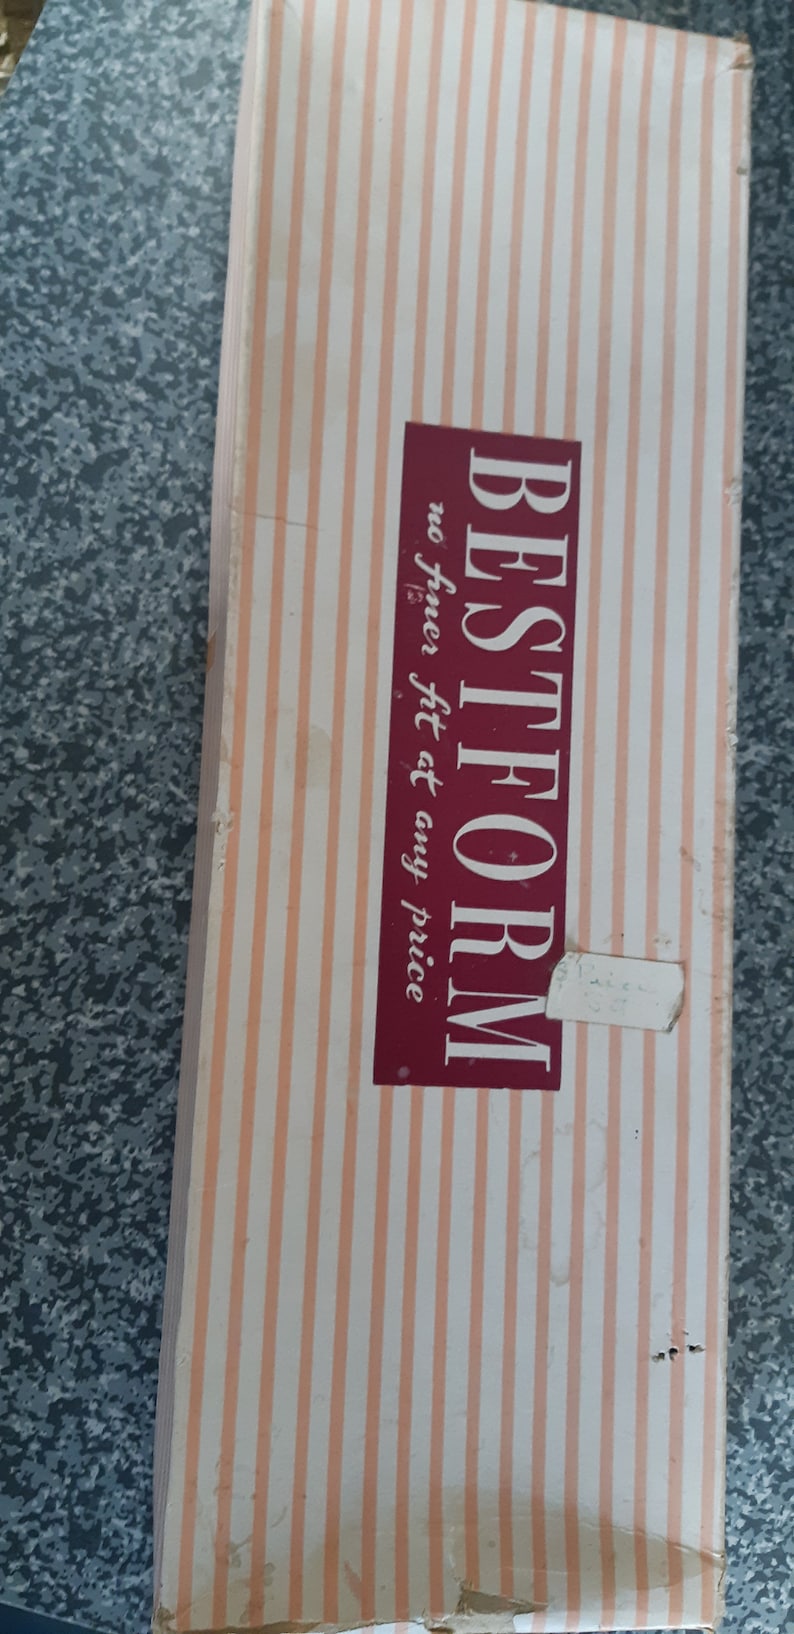 BESTFORM
no finer fit at any price